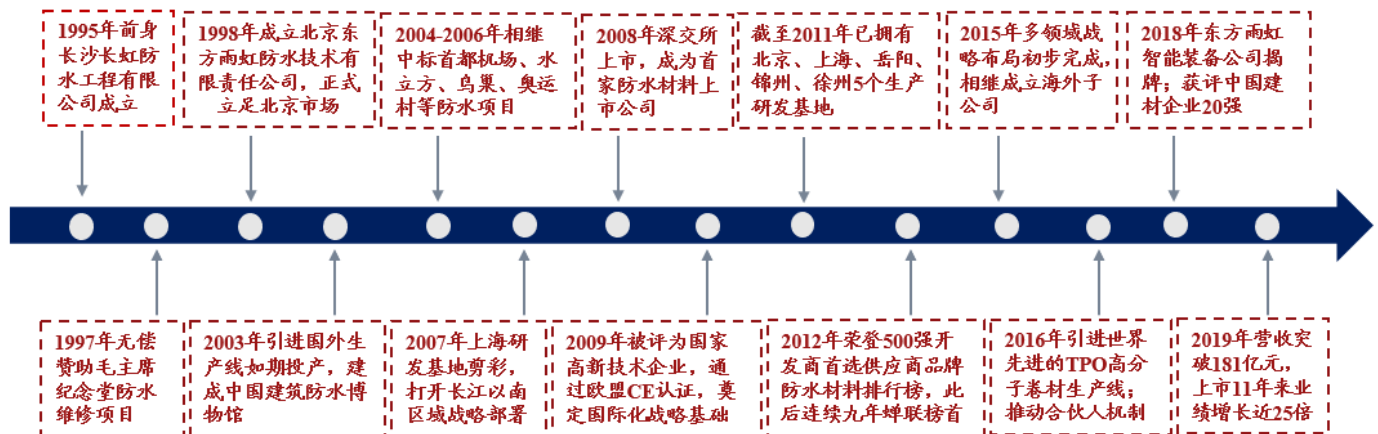 1995年前身
长沙长虹防
水工程有限
公司成立
1998年成立北京东
方雨虹防水技术有
限责任公司，正式
立足北京市场
2004-2006年相继
中标首都机场、水
立方、鸟巢、奥运
村等防水项目
2008年深交所
上市，成为首
家防水材料上
市公司
截至2011年已拥有
北京、上海、岳阳、
锦州、徐州5个生产
研发基地
2015年多领域战
略布局初步完成，
相继成立海外子
公司
2018年东方雨虹
智能装备公司揭
牌；获评中国建
材企业20强
1997年无偿
赞助毛主席
纪念堂防水
维修项目
2003年引进国外生
产线如期投产，建
成中国建筑防水博
物馆
2007年上海研
发基地剪彩，
打开长江以南
区域战略部署
2009年被评为国家
高新技术企业，通
过欧盟CE认证，奠
定国际化战略基础
2012年荣登500强开
发商首选供应商品牌
防水材料排行榜，此
后连续九年蝉联榜首
2016年引进世界
先进的TPO高分
子卷材生产线；
推动合伙人机制
2019年营收突
破181亿元，
上市11年来业
绩增长近25倍